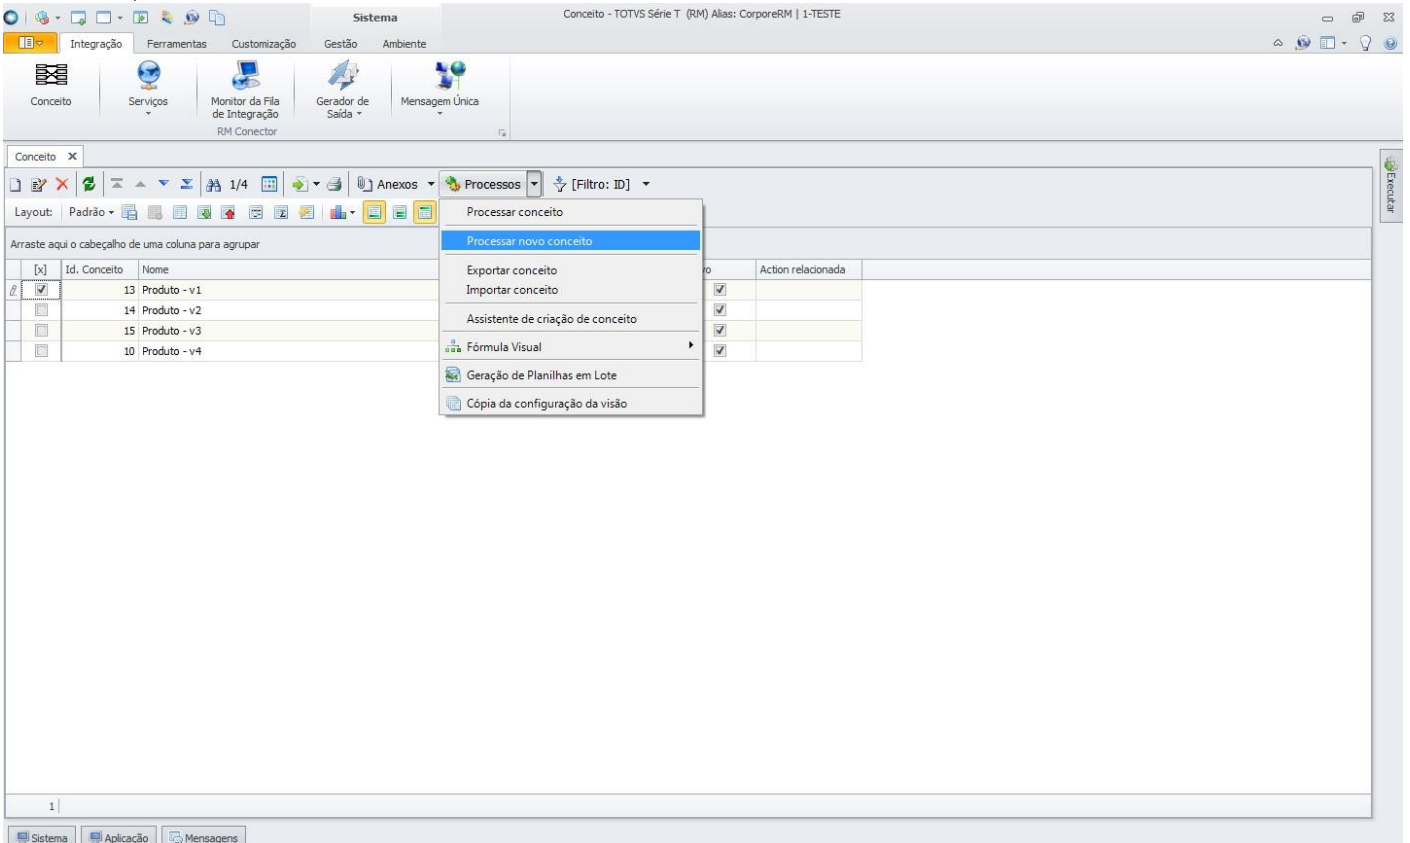 Sistema
Conceito - TOTVS Série T (RM) Alias: CorporeRM | 1-TESTE
Integração Ferramentas Customização Gestão Ambiente
Conceito
Serviços
Monitor da Fila
de Integração
Gerador de
Saída
Mensagem Única
RM Conector
Conceito
Executar
1/4 Anexos Processos [Filtro: ID]
Layout: Padrão
Arraste aqui o cabeçalho de uma coluna para agrupar
[x] Id. Conceito Nome Action relacionada
13 Produto - v1
14 Produto - v2
15 Produto - v3
10 Produto - v4
Processar conceito
Processar novo conceito
Exportar conceito
Importar conceito
Assistente de criação de conceito
Fórmula Visual
Geração de Planilhas em Lote
Cópia da configuração da visão
1
Sistema Aplicação Mensagens